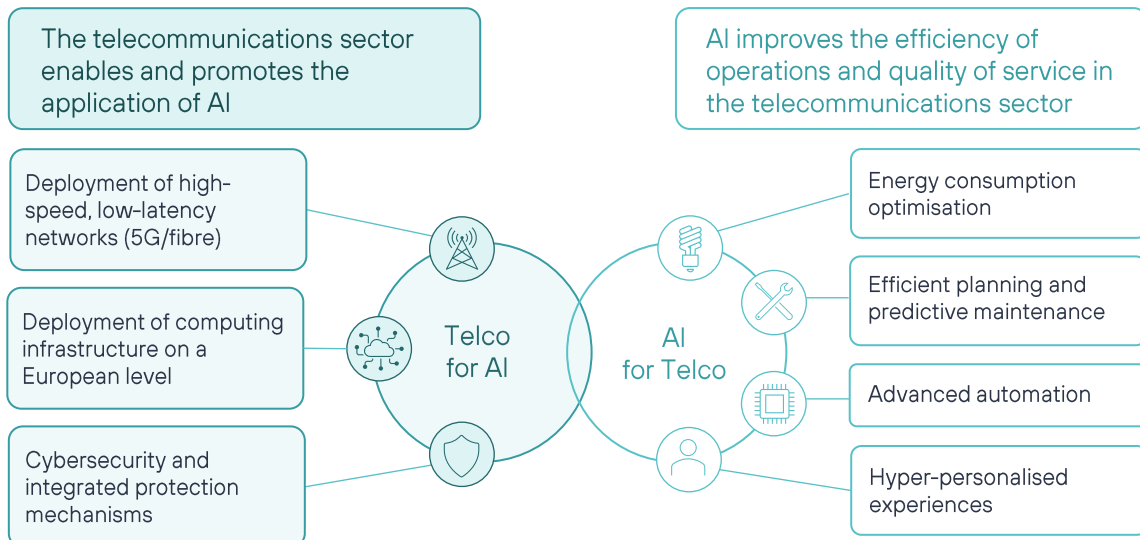 The telecommunications sector
enables and promotes the
application of AI
AI improves the efficiency of
operations and quality of service in
the telecommunications sector
Deployment of high-
speed, low-latency
networks (5G/fibre)
Deployment of computing
infrastructure on a
European level
Cybersecurity and
integrated protection
mechanisms
Telco
for AI
AI
for Telco
Energy consumption
optimisation
Efficient planning and
predictive maintenance
Advanced automation
Hyper-personalised
experiences